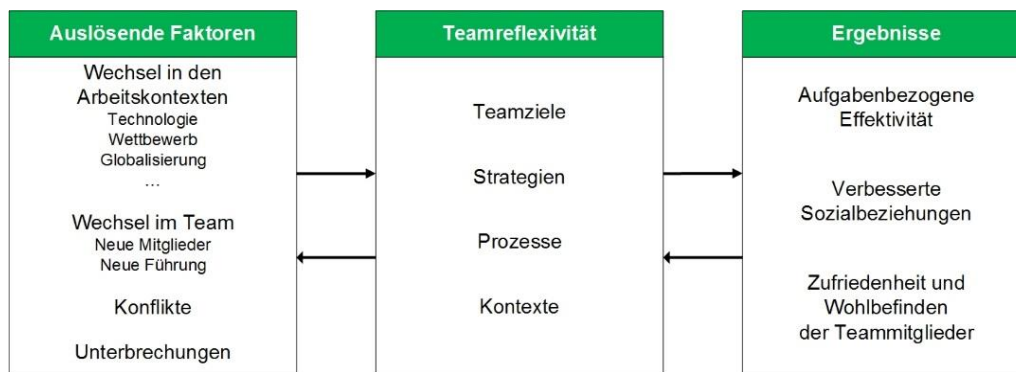 Auslösende Faktoren
Wechsel in den
Arbeitskontexten
Technologie
Wettbewerb
Globalisierung
...
Wechsel im Team
Neue Mitglieder
Neue Führung
Konflikte
Unterbrechungen
Teamreflexivität
Teamziele
Strategien
Prozesse
Kontexte
Ergebnisse
Aufgabenbezogene
Effektivität
Verbesserte
Sozialbeziehungen
Zufriedenheit und
Wohlbefinden
der Teammitglieder